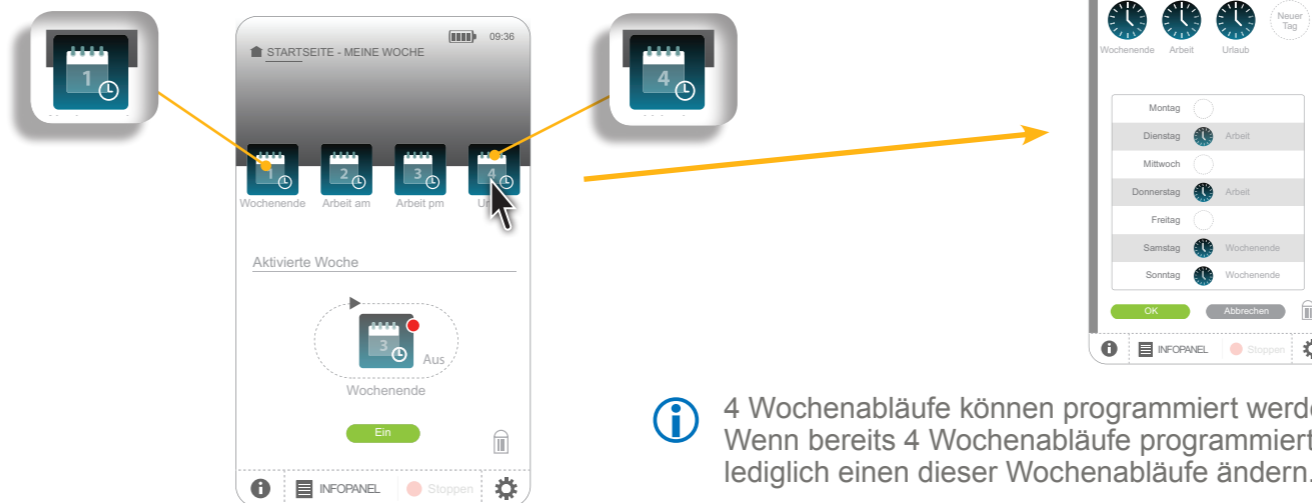 1
4
09:36
STARTSEITE - MEINE WOCHE
1 2 3 4
Wochenende Arbeit am Arbeit pm
Aktivierte Woche
3
Aus
Wochenende
Ein
INFOPANEL Stoppen
Neuer
Tag
Wochenende Arbeit Urlaub
Montag
Dienstag Arbeit
Mittwoch
Donnerstag Arbeit
Freitag
Samstag Wochenende
Sonntag Wochenende
OK Abbrechen
INFOPANEL Stoppen
4 Wochenabläufe können programmiert
Wenn bereits 4 Wochenabläufe programmiert
lediglich einen dieser Wochenabläufe ändern.